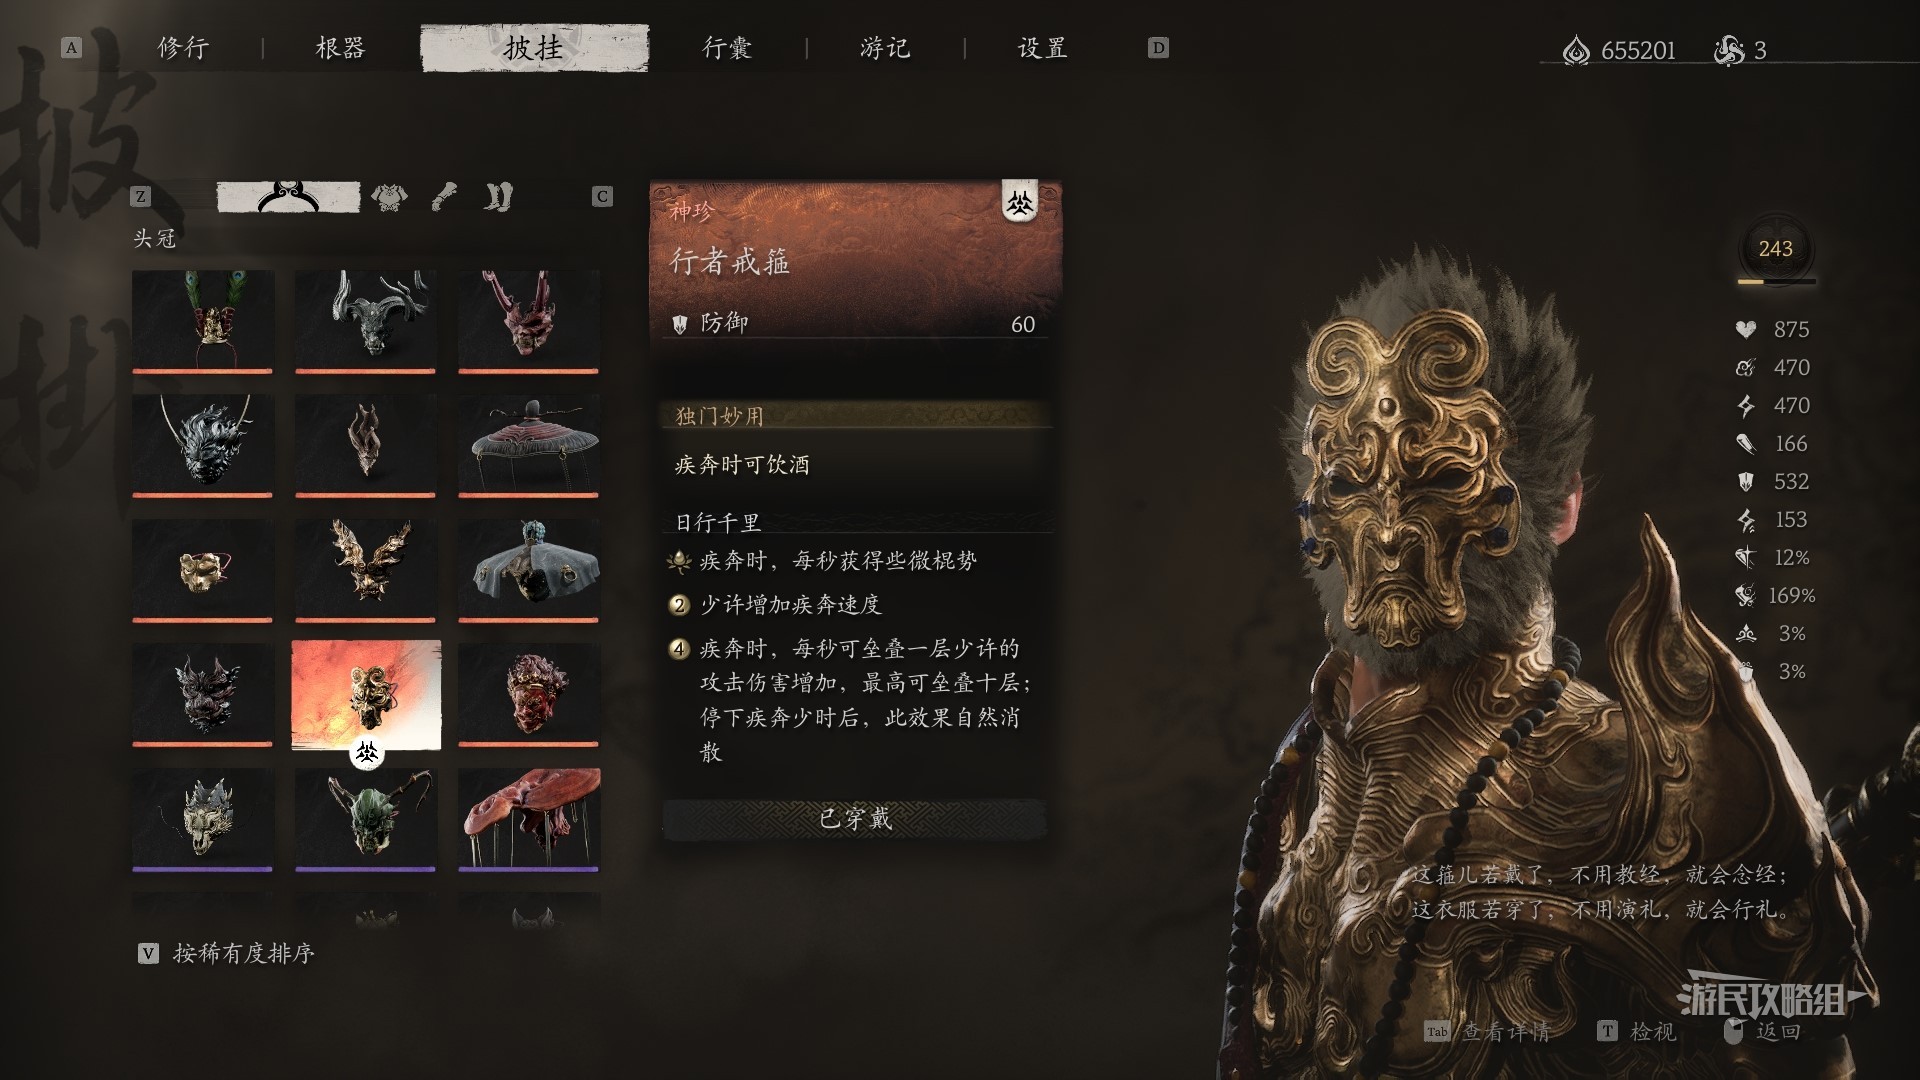 A 修行 根器 披挂 行囊 游记 设置 D
655201 3
披挂
Z C
头冠
神珍
行者戒箍
防御 60
独门妙用
疾奔时可饮酒
日行千里
疾奔时，每秒获得些微棍势
2 少许增加疾奔速度
4 疾奔时，每秒可垒叠一层少许的
攻击伤害增加，最高可垒叠十层；
停下疾奔少时后，此效果自然消
散
已穿戴
V 按稀有度排序
243
875
470
470
166
532
153
12%
169%
3%
3%
这箍儿若戴了，不用教经，就会念经；
这衣服若穿了，不用演礼，就会行礼。
游民攻略组
Tab 查看详情 T 检视 返回